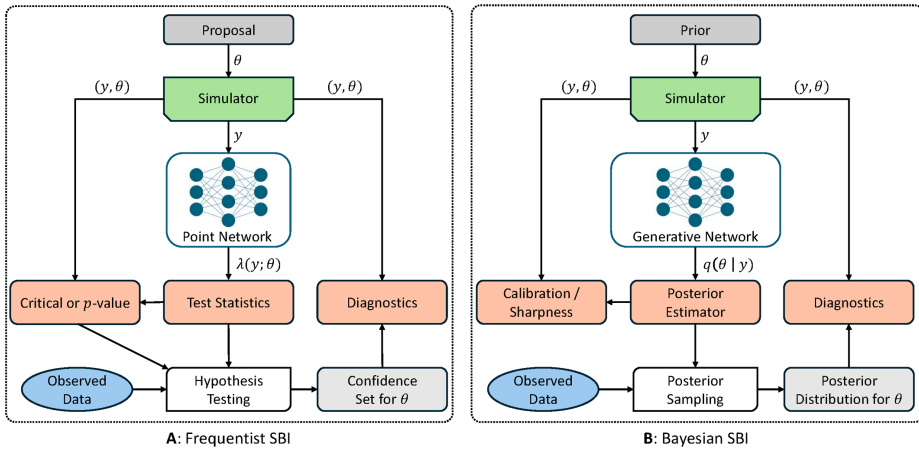 Proposal
θ
(y, θ)
(y, θ)
Simulator
y
Point Network
λ(y; θ)
Critical or p-value
Test Statistics
Diagnostics
Observed
Data
Hypothesis
Testing
Confidence
Set for θ
A: Frequentist SBI
Prior
θ
(y, θ)
(y, θ)
Simulator
y
Generative Network
q(θ | y)
Calibration /
Sharpness
Posterior
Estimator
Diagnostics
Observed
Data
Posterior
Sampling
Posterior
Distribution for θ
B: Bayesian SBI